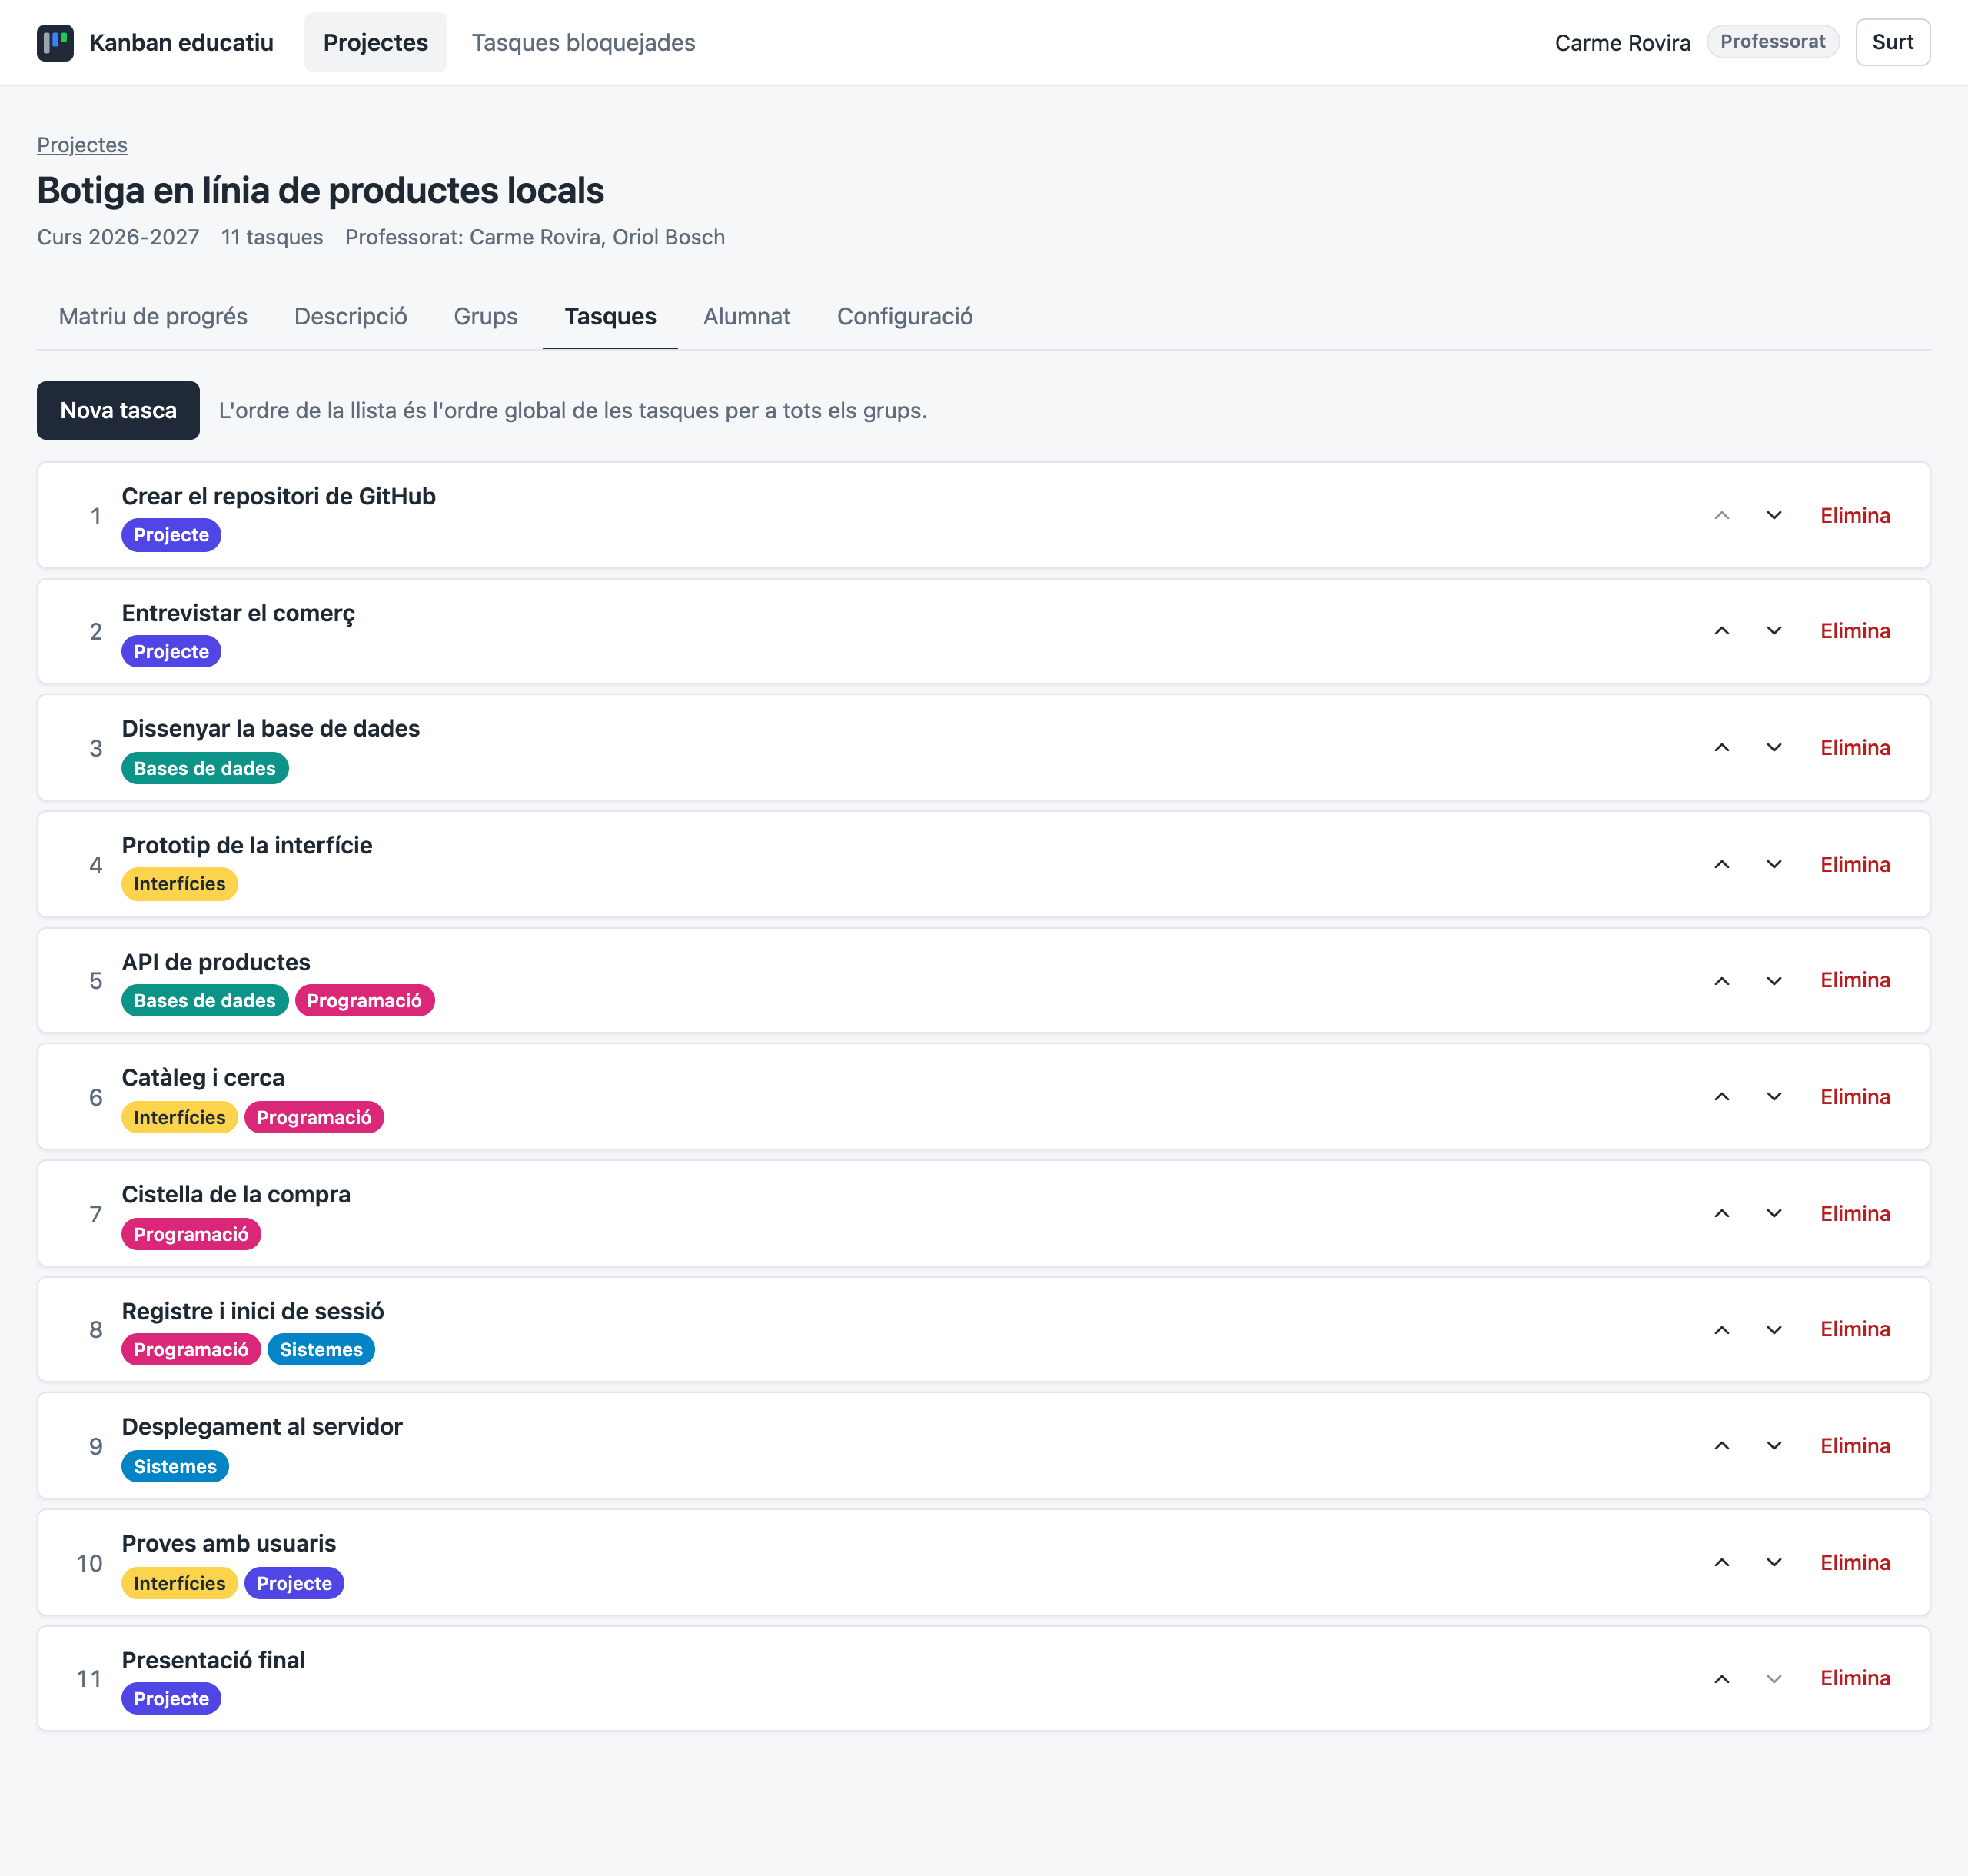 Kanban educatiu Projectes Tasques bloquejades Carme Rovira Professorat Surt
Projectes
Botiga en línia de productes locals
Curs 2026-2027 11 tasques Professorat: Carme Rovira, Oriol Bosch
Matriu de progrés Descripció Grups Tasques Alumnat Configuració
Nova tasca L'ordre de la llista és l'ordre global de les tasques per a tots els grups.
1 Crear el repositori de GitHub
Projecte
Elimina
2 Entrevistar el comerç
Projecte
Elimina
3 Dissenyar la base de dades
Bases de dades
Elimina
4 Prototip de la interfície
Interfícies
Elimina
5 API de productes
Bases de dades Programació
Elimina
6 Catàleg i cerca
Interfícies Programació
Elimina
7 Cistella de la compra
Programació
Elimina
8 Registre i inici de sessió
Programació Sistemes
Elimina
9 Desplegament al servidor
Sistemes
Elimina
10 Proves amb usuaris
Interfícies Projecte
Elimina
11 Presentació final
Projecte
Elimina